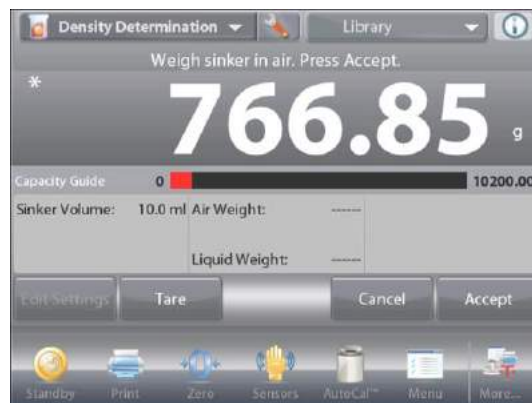 Density Determination
Library
Weigh sinker in air. Press Accept.
*
766.85 g
Capacity Guide 0 10200.00
Sinker Volume: 10.0 ml Air Weight: ------
Liquid Weight: ------
Edit Settings Tare Cancel Accept
Standby Print Zero Sensors AutoCal™ Menu More...